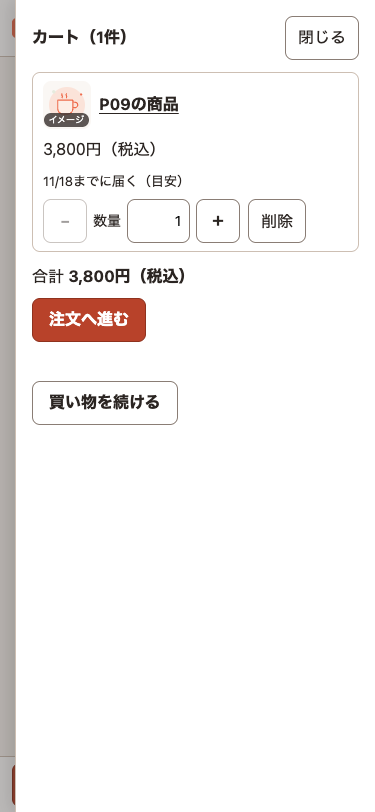 カート（1件）
閉じる
イメージ
P09の商品
3,800円（税込）
11/18までに届く（目安）
− 数量 1 + 削除
合計 3,800円（税込）
注文へ進む
買い物を続ける